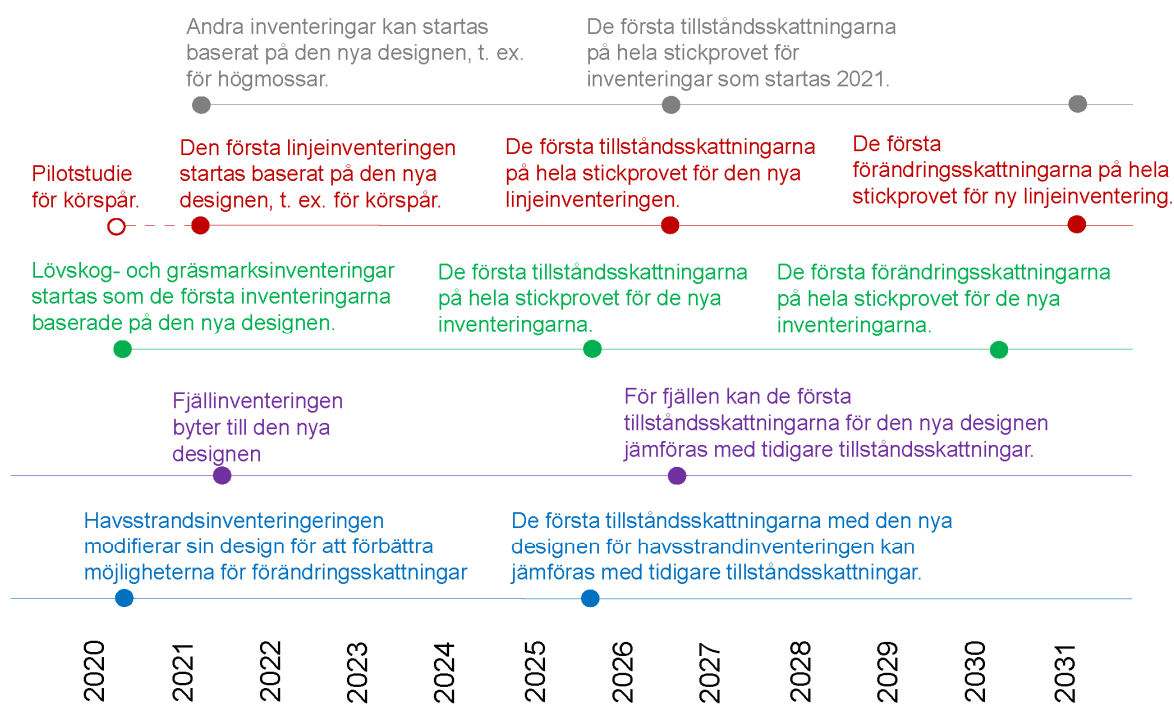 Andra inventeringar kan startas
baserat på den nya designen, t. ex.
för högmossar.
De första tillståndsskattningarna
på hela stickprovet för
inventeringar som startas 2021.
Pilotstudie
för körspår.
Den första linjeinventeringen
startas baserat på den nya
designen, t. ex. för körspår.
De första tillståndsskattningarna
på hela stickprovet för den nya
linjeinventeringen.
De första
förändringsskattningarna på hela
stickprovet för ny linjeinventering.
Lövskog- och gräsmarksinventeringar
startas som de första inventeringarna
baserade på den nya designen.
De första tillståndsskattningarna
på hela stickprovet för de nya
inventeringarna.
De första förändringsskattningarna
på hela stickprovet för de nya
inventeringarna.
Fjällinventeringen
byter till den nya
designen
För fjällen kan de första
tillståndsskattningarna för den nya designen
jämföras med tidigare tillståndsskattningar.
Havsstrandsinventeringeringen
modifierar sin design för att förbättra
möjligheterna för förändringsskattningar
De första tillståndsskattningarna med den nya
designen för havsstrandinventeringen kan
jämföras med tidigare tillståndsskattningar.
2020
2021
2022
2023
2024
2025
2026
2027
2028
2029
2030
2031